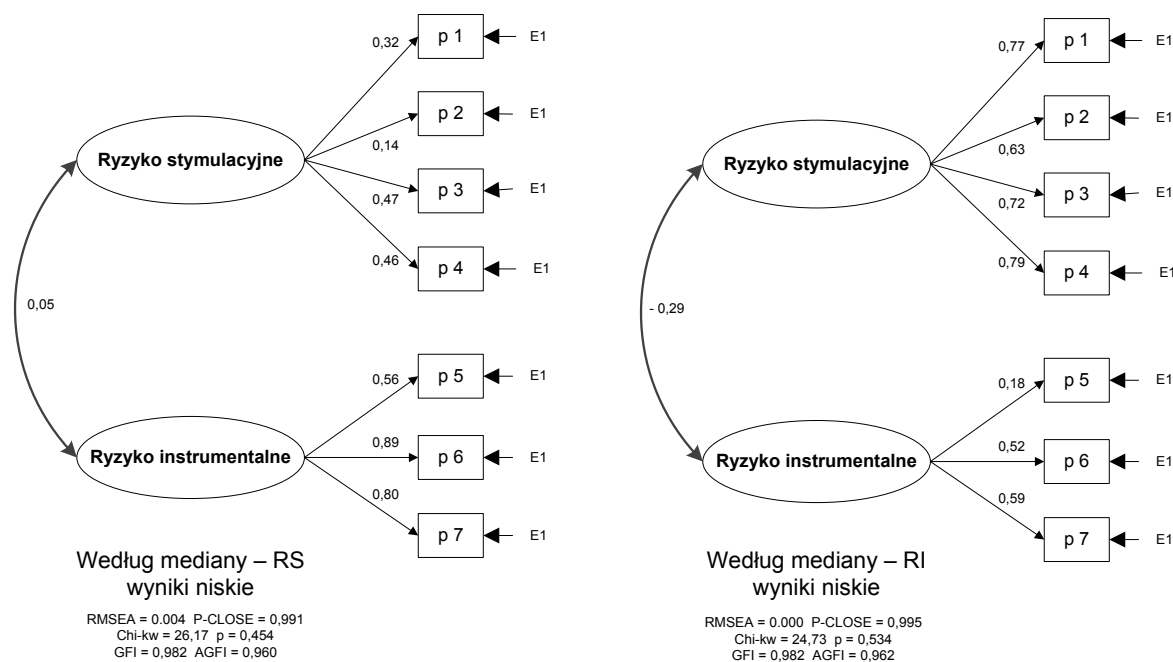 0,32
p 1
E1
0,14
p 2
E1
Ryzyko stymulacyjne
0,47
p 3
E1
0,46
p 4
E1
0,05
0,56
p 5
E1
0,89
p 6
E1
Ryzyko instrumentalne
0,80
p 7
E1
Według mediany – RS
wyniki niskie
RMSEA = 0.004 P-CLOSE = 0,991
Chi-kw = 26,17 p = 0,454
GFI = 0,982 AGFI = 0,960
0,77
p 1
E1
0,63
p 2
E1
Ryzyko stymulacyjne
0,72
p 3
E1
0,79
p 4
E1
- 0,29
0,18
p 5
E1
0,52
p 6
E1
Ryzyko instrumentalne
0,59
p 7
E1
Według mediany – RI
wyniki niskie
RMSEA = 0.000 P-CLOSE = 0,995
Chi-kw = 24,73 p = 0,534
GFI = 0,982 AGFI = 0,962